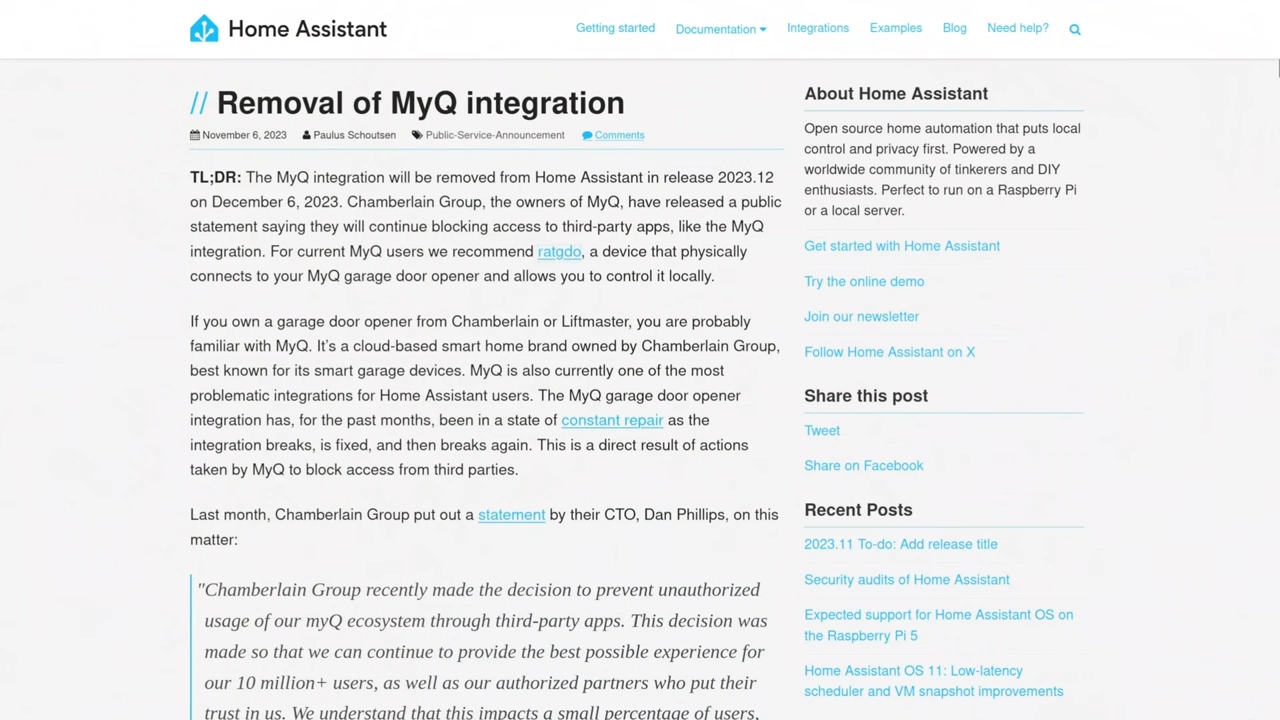 Home Assistant
Getting started
Documentation
Integrations
Examples
Blog
Need help?
// Removal of MyQ integration
November 6, 2023
Paulus Schoutsen
Public-Service-Announcement
Comments
TL;DR: The MyQ integration will be removed from Home Assistant in release 2023.12
on December 6, 2023. Chamberlain Group, the owners of MyQ, have released a public
statement saying they will continue blocking access to third-party apps, like the MyQ
integration. For current MyQ users we recommend ratgdo, a device that physically
connects to your MyQ garage door opener and allows you to control it locally.
If you own a garage door opener from Chamberlain or Liftmaster, you are probably
familiar with MyQ. It's a cloud-based smart home brand owned by Chamberlain Group,
best known for its smart garage devices. MyQ is also currently one of the most
problematic integrations for Home Assistant users. The MyQ garage door opener
integration has, for the past months, been in a state of constant repair as the
integration breaks, is fixed, and then breaks again. This is a direct result of actions
taken by MyQ to block access from third parties.
Last month, Chamberlain Group put out a statement by their CTO, Dan Phillips, on this
matter:
"Chamberlain Group recently made the decision to prevent unauthorized
usage of our myQ ecosystem through third-party apps. This decision was
made so that we can continue to provide the best possible experience for
our 10 million+ users, as well as our authorized partners who put their
trust in us. We understand that this impacts a small percentage of users,
About Home Assistant
Open source home automation that puts local
control and privacy first. Powered by a
worldwide community of tinkerers and DIY
enthusiasts. Perfect to run on a Raspberry Pi
or a local server.
Get started with Home Assistant
Try the online demo
Join our newsletter
Follow Home Assistant on X
Share this post
Tweet
Share on Facebook
Recent Posts
2023.11 To-do: Add release title
Security audits of Home Assistant
Expected support for Home Assistant OS on
the Raspberry Pi 5
Home Assistant OS 11: Low-latency
scheduler and VM snapshot improvements